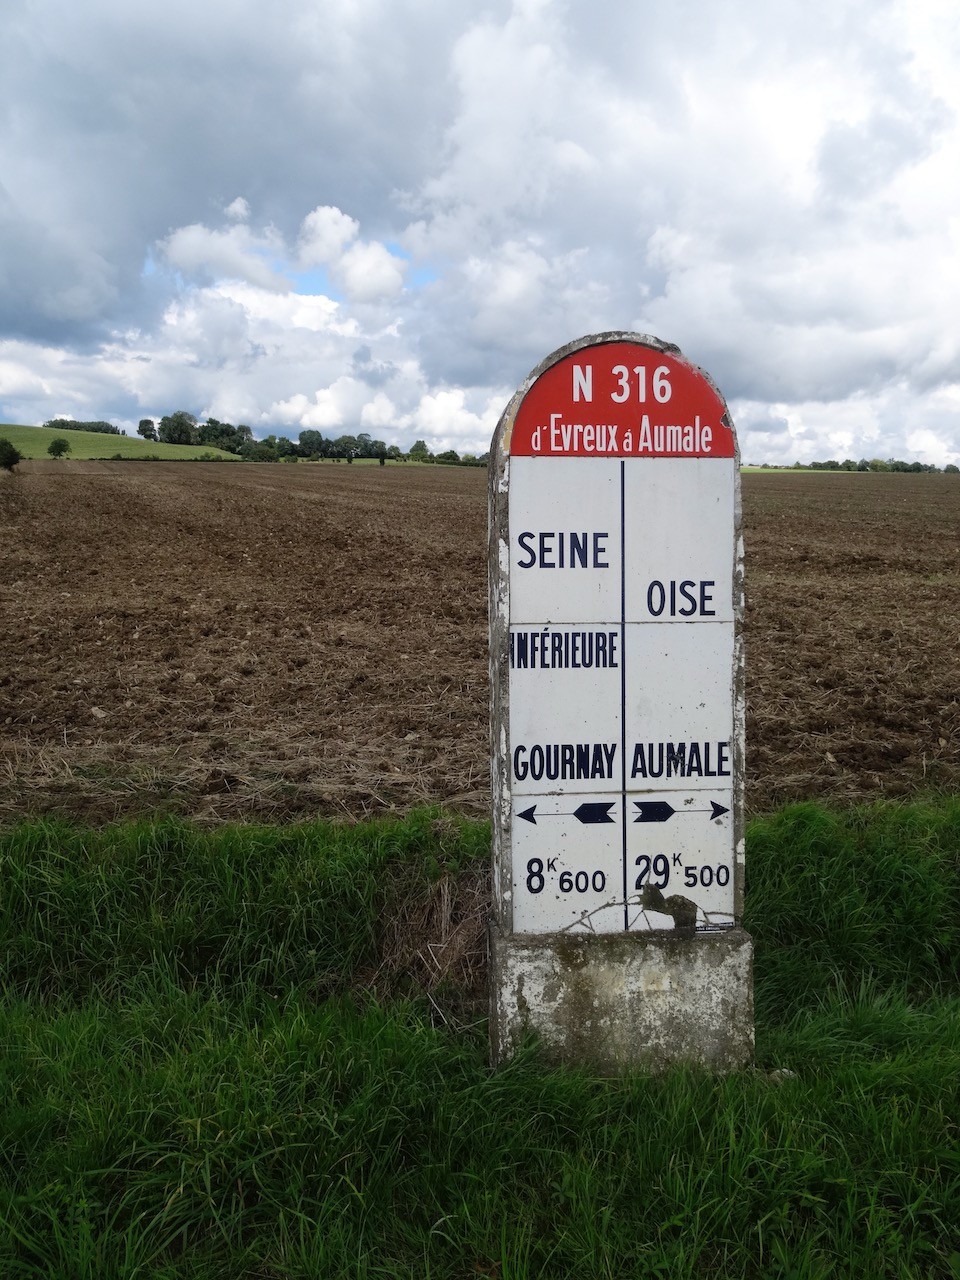 N 316
d'Evreux à Aumale
SEINE
INFÉRIEURE
GOURNAY
8K600
OISE
AUMALE
29K500